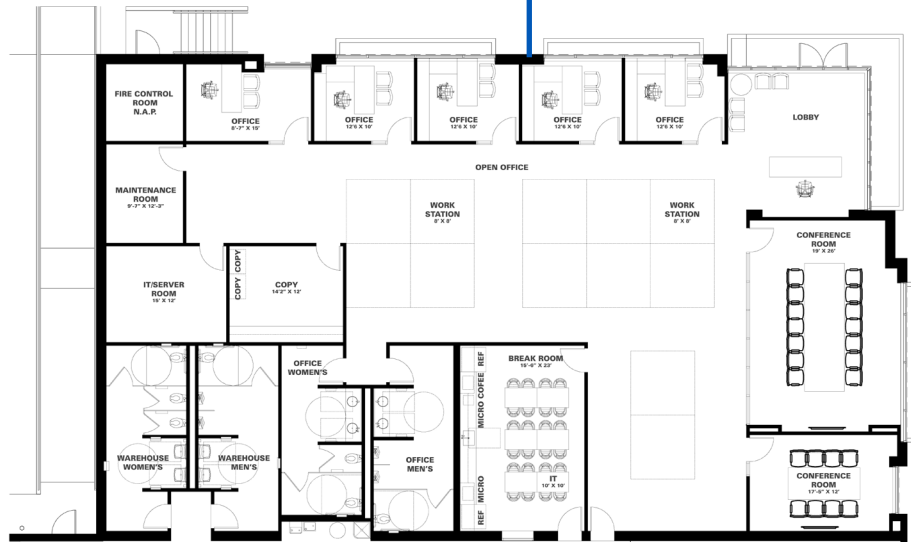 FIRE CONTROL
ROOM
N.A.P.
OFFICE
8'-7" X 15'
OFFICE
12'6 X 10'
OFFICE
12'6 X 10'
OFFICE
12'6 X 10'
OFFICE
12'6 X 10'
LOBBY
OPEN OFFICE
MAINTENANCE
ROOM
9'-7" X 12'-3"
WORK
STATION
8' X 8'
WORK
STATION
8' X 8'
CONFERENCE
ROOM
19' X 26'
IT/SERVER
ROOM
15' X 12'
COPY COPY
COPY
14'2" X 12'
OFFICE
WOMEN'S
REF
MICRO COFEE
MICRO
REF
BREAK ROOM
15'-6" X 23'
WAREHOUSE
WOMEN'S
WAREHOUSE
MEN'S
OFFICE
MEN'S
IT
10' X 10'
CONFERENCE
ROOM
17'-5" X 12'